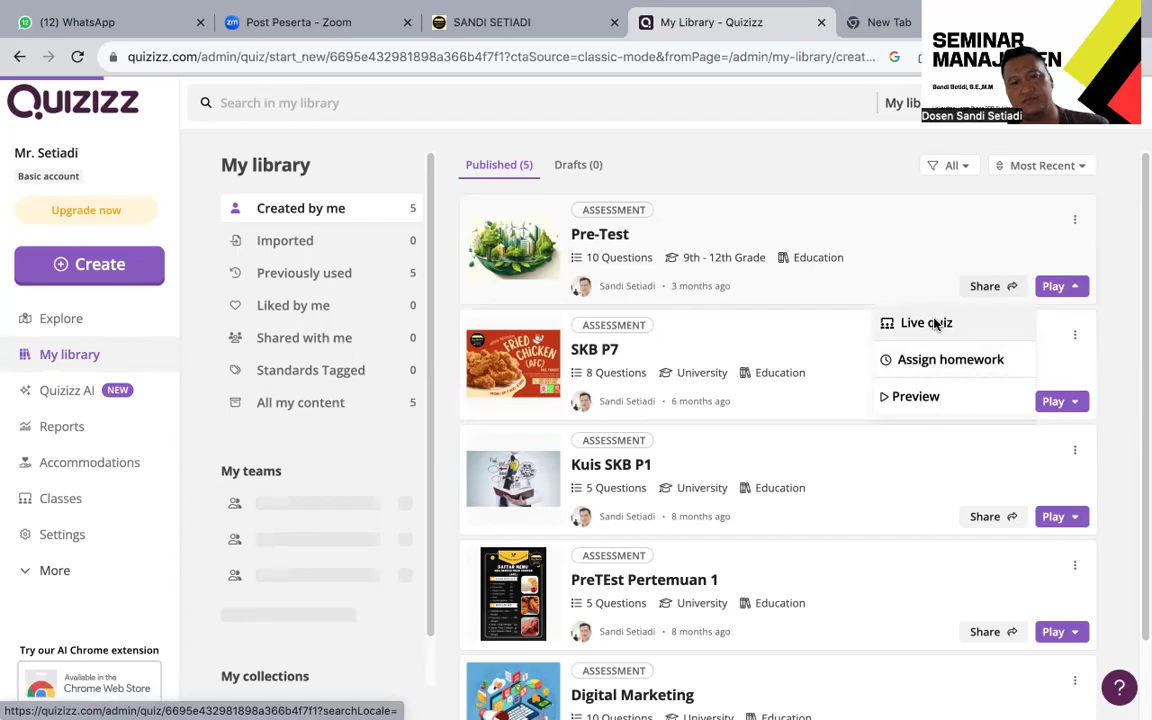 (12) WhatsApp
Post Peserta - Zoom
SANDI SETIADI
My Library - Quizizz
New Tab
quizizz.com/admin/quiz/start_new/6695e432981898a366b4f7f1?ctaSource=classic-mode&fromPage=/admin/my-library/creat...
SEMINAR
MANAJEMEN
Dosen Sandi Setiadi
QUIZIZZ
Search in my library
My lib
Mr. Setiadi
Basic account
Upgrade now
Create
Explore
My library
Quizizz AI NEW
Reports
Accommodations
Classes
Settings
More
Try our AI Chrome extension
Available in the
Chrome Web Store
My library
Created by me 5
Imported 0
Previously used 5
Liked by me 0
Shared with me 0
Standards Tagged 0
All my content 5
My teams
My collections
Published (5) Drafts (0)
All Most Recent
ASSESSMENT
Pre-Test
10 Questions 9th - 12th Grade Education
Sandi Setiadi • 3 months ago
Share Play
Live quiz
Assign homework
Preview
ASSESSMENT
SKB P7
8 Questions University Education
Sandi Setiadi • 6 months ago
Play
FRIED
CHICKEN
ASSESSMENT
Kuis SKB P1
5 Questions University Education
Sandi Setiadi • 8 months ago
Share Play
ASSESSMENT
PreTEst Pertemuan 1
5 Questions University Education
Sandi Setiadi • 8 months ago
Share Play
DAFTAR MENU
ASSESSMENT
Digital Marketing
10 Questions University Education
?
https://quizizz.com/admin/quiz/6695e432981898a366b4f7f1?searchLocale=